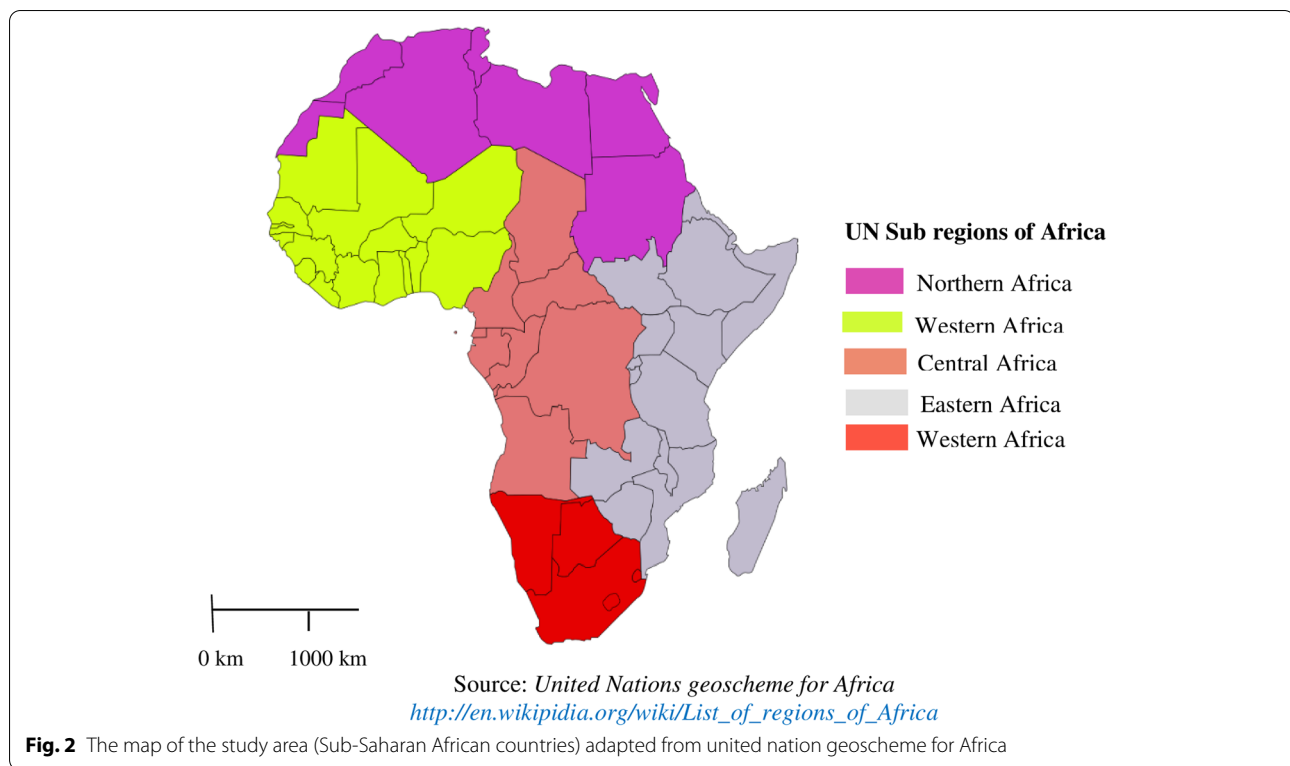 UN Sub regions of Africa
Northern Africa
Western Africa
Central Africa
Eastern Africa
Western Africa
0 km 1000 km
Source: United Nations geoscheme for Africa
http://en.wikipidia.org/wiki/List_of_regions_of_Africa
Fig. 2 The map of the study area (Sub-Saharan African countries) adapted from united nation geoscheme for Africa